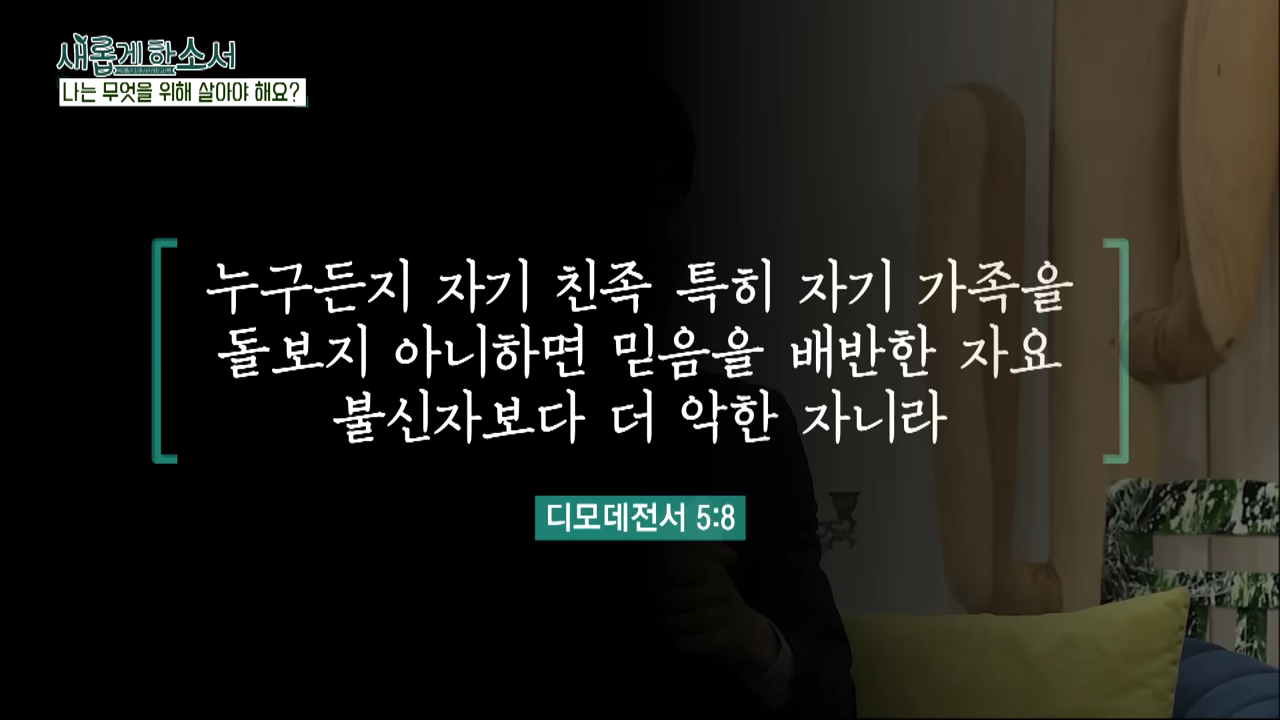 새롭게 하소서
나는 무엇을 위해 살아야 해요?
누구든지 자기 친족 특히 자기 가족을
돌보지 아니하면 믿음을 배반한 자요
불신자보다 더 악한 자니라
디모데전서 5:8